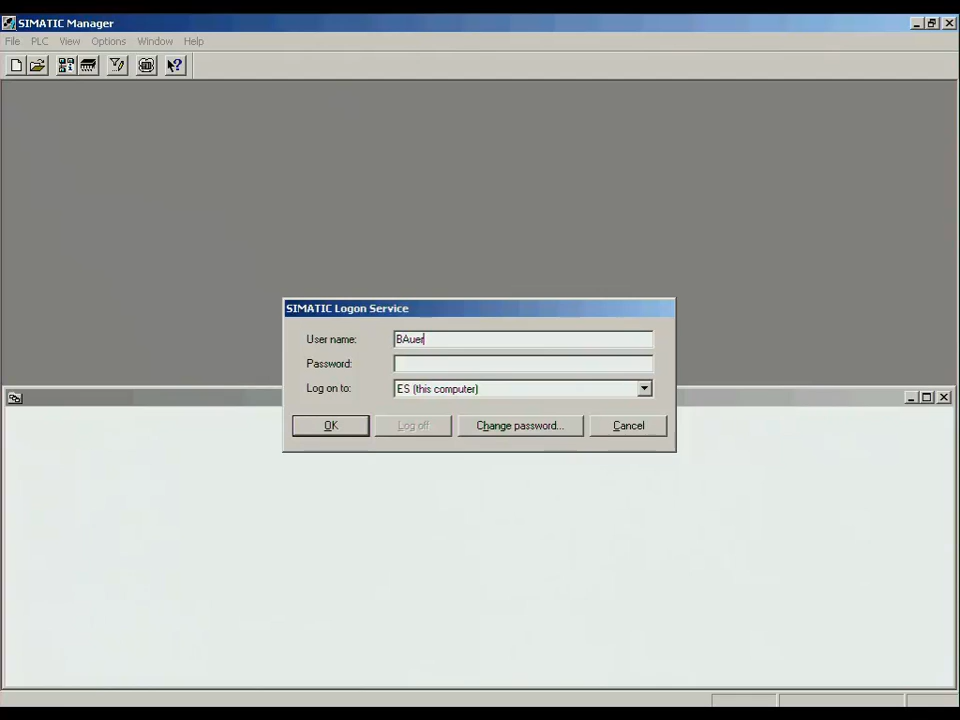 SIMATIC Manager
File PLC View Options Window Help
SIMATIC Logon Service
User name: BAuer
Password:
Log on to: ES (this computer)
OK Log off Change password... Cancel